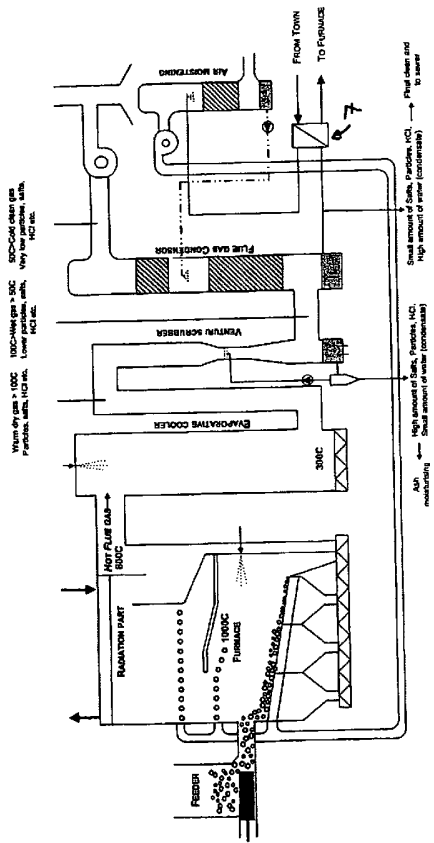 Warm dry gas > 100C
Particles, salts, HCl etc.
100C>Wet gas > 50C
Lower particles, salts,
HCl etc.
50C>Cold clean gas
Very low particles, salts,
HCl etc.
FEEDER
RADIATION PART
1000C
FURNACE
HOT FLUE GAS
800C
300C
EVAPORATIVE COOLER
VENTURI SCRUBBER
FLUE GAS CONDENSOR
AIR MOISTENING
FROM TOWN
TO FURNACE
7
Ash
moisturising
High amount of Salts, Particles, HCl,
Small amount of water (condensate)
Small amount of Salts, Particles, HCl,
High amount of water (condensate)
Final clean and
to sewer